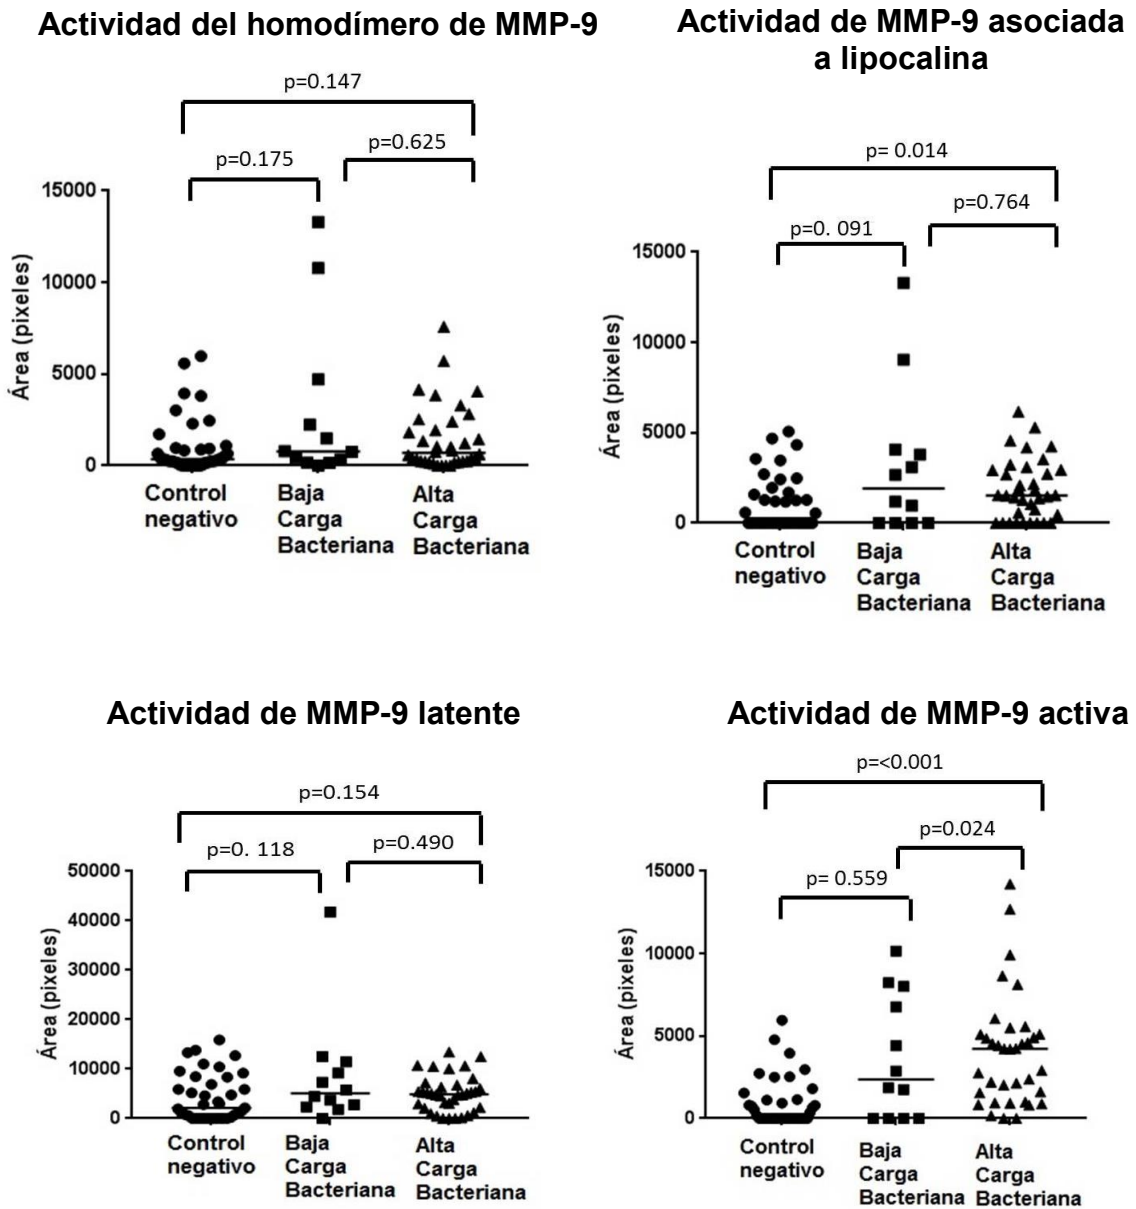 Actividad del homodímero de MMP-9
p=0.147
p=0.175
p=0.625
Área (pixeles)
15000
10000
5000
0
Control
negativo
Baja
Carga
Bacteriana
Alta
Carga
Bacteriana
Actividad de MMP-9 asociada
a lipocalina
p= 0.014
p=0. 091
p=0.764
Área (pixeles)
15000
10000
5000
0
Control
negativo
Baja
Carga
Bacteriana
Alta
Carga
Bacteriana
Actividad de MMP-9 latente
p=0.154
p=0. 118
p=0.490
Área (pixeles)
50000
40000
30000
20000
10000
0
Control
negativo
Baja
Carga
Bacteriana
Alta
Carga
Bacteriana
Actividad de MMP-9 activa
p=<0.001
p=0.024
p= 0.559
Área (pixeles)
15000
10000
5000
0
Control
negativo
Baja
Carga
Bacteriana
Alta
Carga
Bacteriana